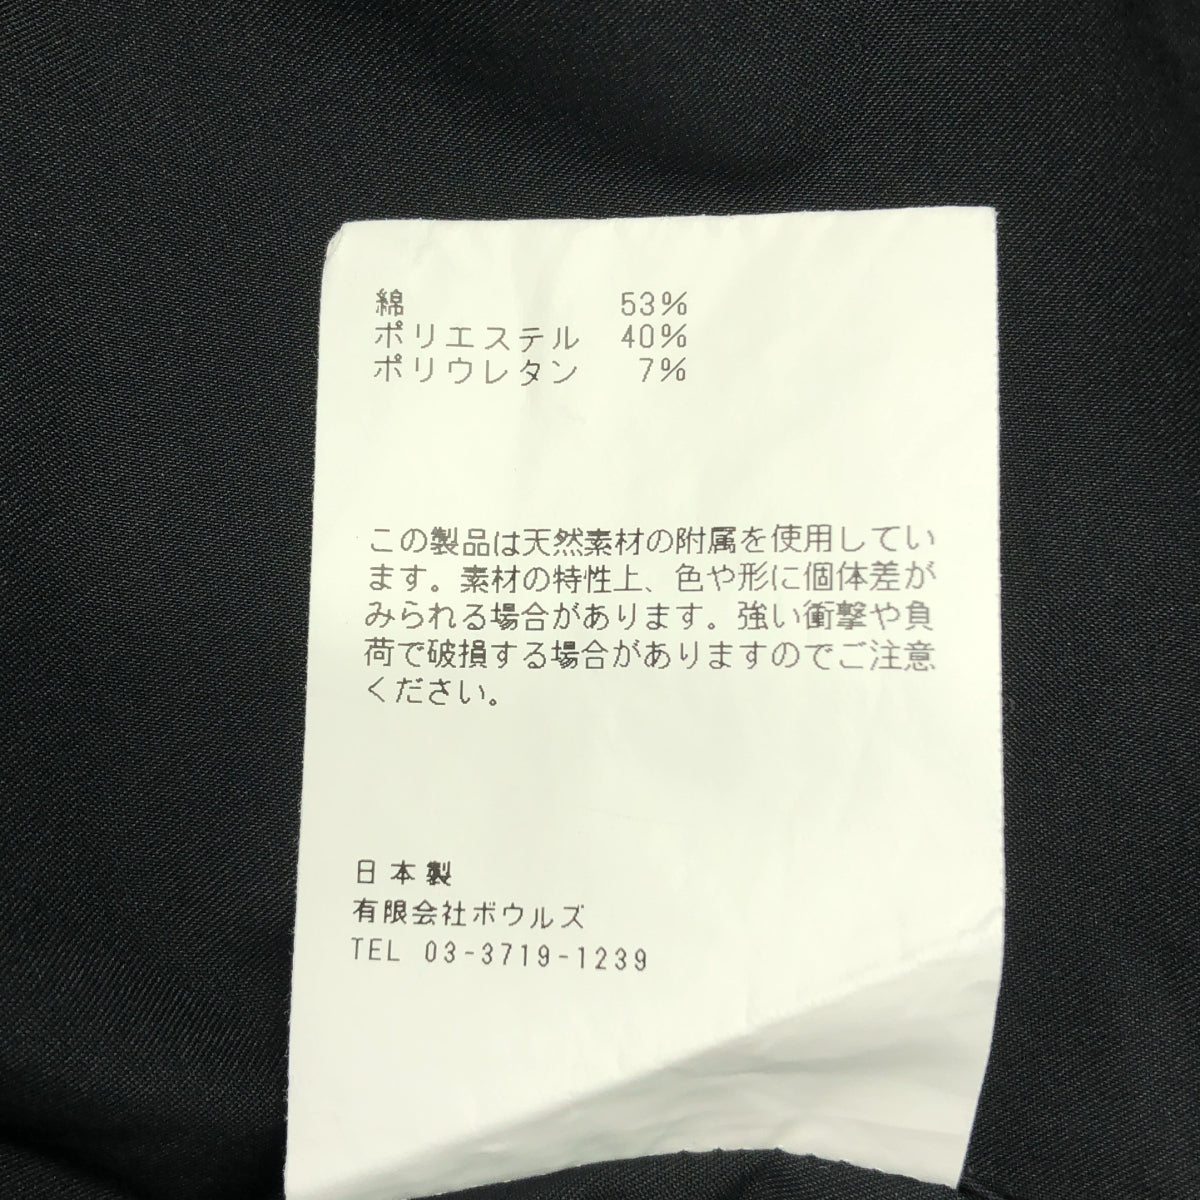 綿 53%
ポリエステル 40%
ポリウレタン 7%
この製品は天然素材の附属を使用してい
ます。素材の特性上、色や形に個体差が
みられる場合があります。強い衝撃や負
荷で破損する場合がありますのでご注意
ください。
日本製
有限会社ボウルズ
TEL 03-3719-1239